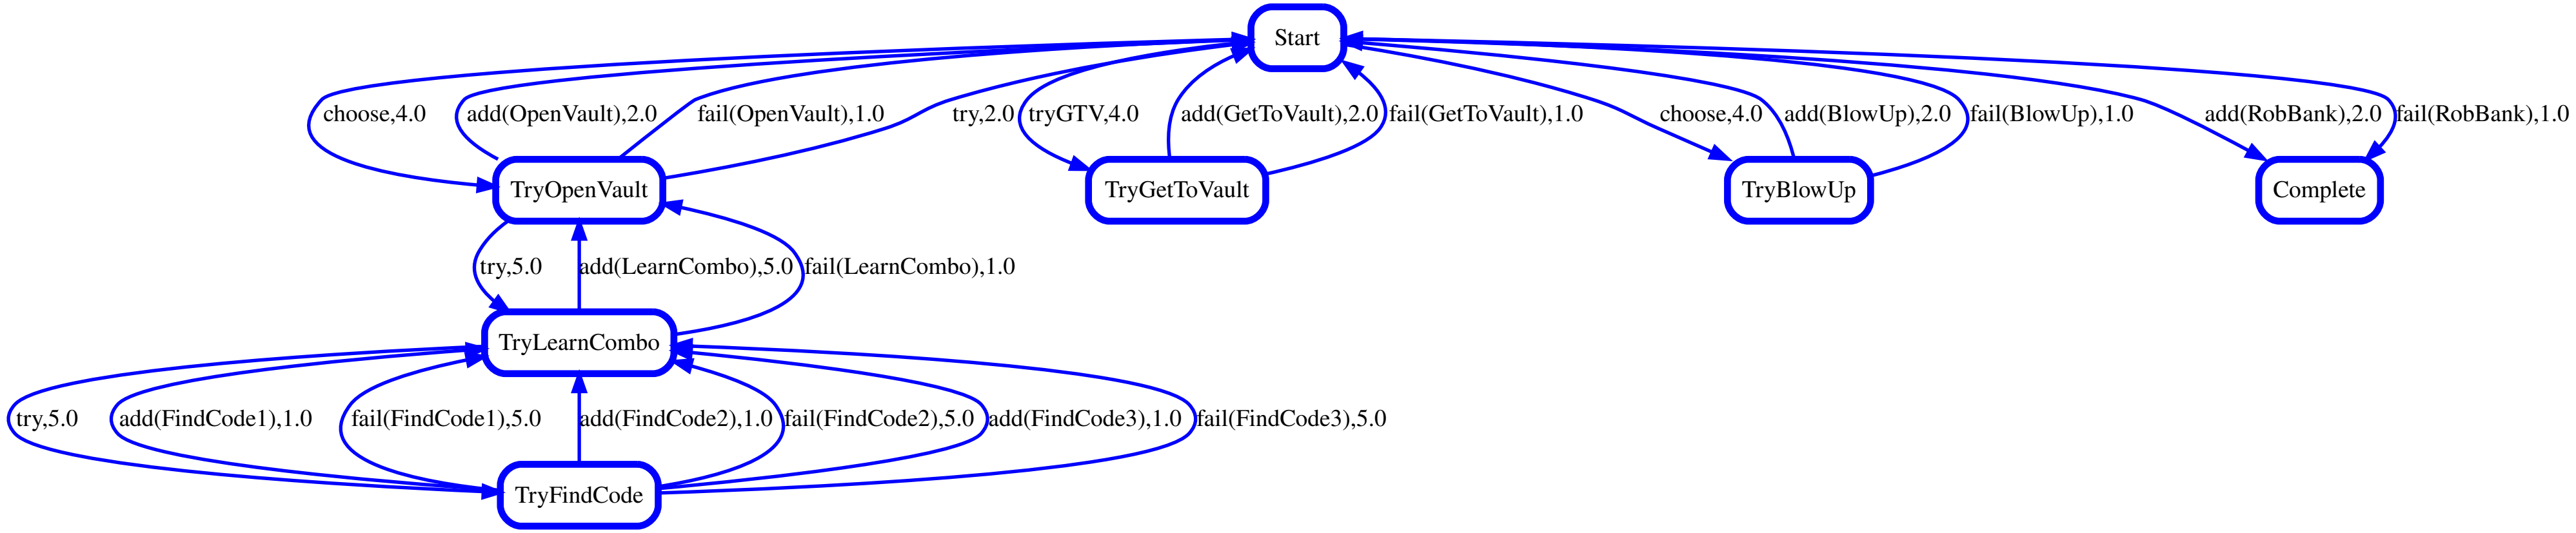 Start
choose,4.0
add(OpenVault),2.0
fail(OpenVault),1.0
try,2.0
tryGTV,4.0
add(GetToVault),2.0
fail(GetToVault),1.0
choose,4.0
add(BlowUp),2.0
fail(BlowUp),1.0
add(RobBank),2.0
fail(RobBank),1.0
TryOpenVault
TryGetToVault
TryBlowUp
Complete
try,5.0
add(LearnCombo),5.0
fail(LearnCombo),1.0
TryLearnCombo
try,5.0
add(FindCode1),1.0
fail(FindCode1),5.0
add(FindCode2),1.0
fail(FindCode2),5.0
add(FindCode3),1.0
fail(FindCode3),5.0
TryFindCode